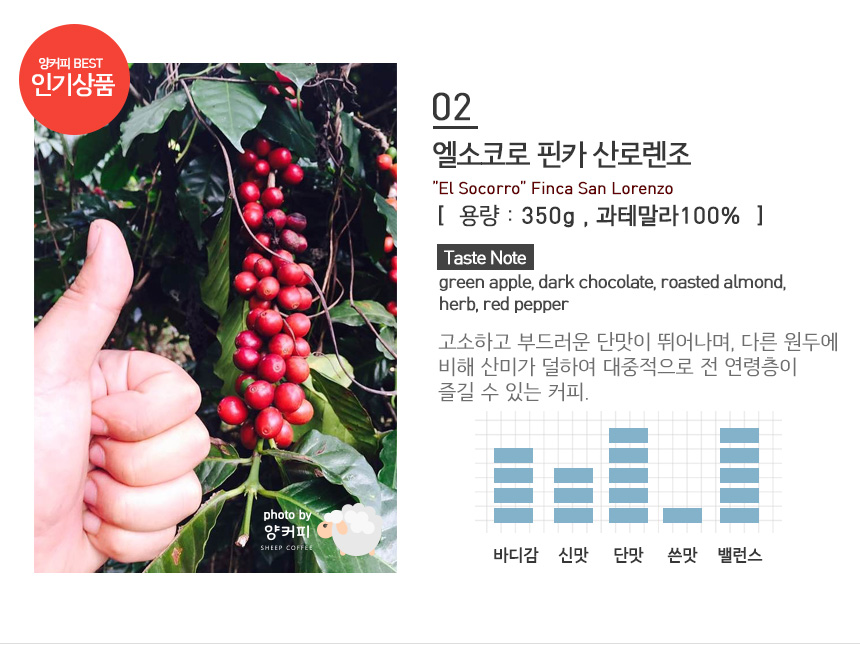 양커피 BEST
인기상품
02
엘소코로 핀카 산로렌조
"El Socorro" Finca San Lorenzo
[ 용량 : 350g , 과테말라100% ]
Taste Note
green apple, dark chocolate, roasted almond,
herb, red pepper
고소하고 부드러운 단맛이 뛰어나며, 다른 원두에
비해 산미가 덜하여 대중적으로 전 연령층이
즐길 수 있는 커피.
바디감 신맛 단맛 쓴맛 밸런스
photo by
양커피
SHEEP COFFEE